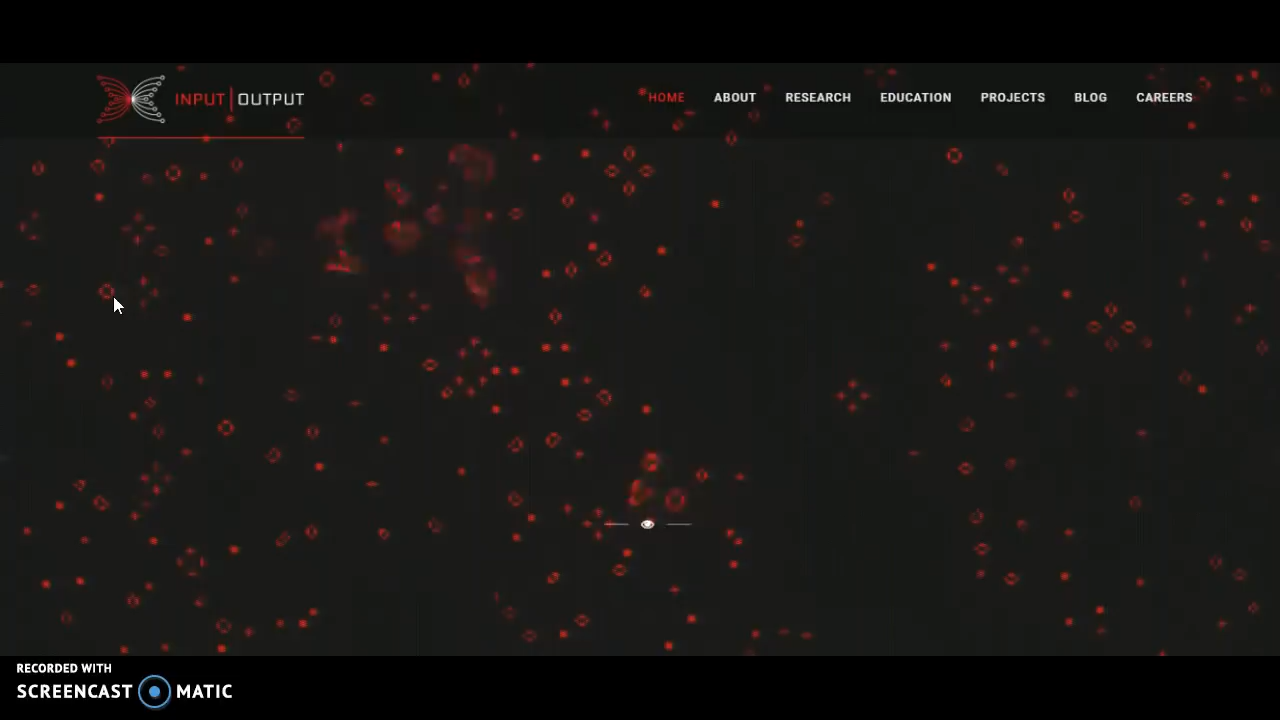 INPUT OUTPUT
HOME ABOUT RESEARCH EDUCATION PROJECTS BLOG CAREERS
RECORDED WITH
SCREENCAST MATIC